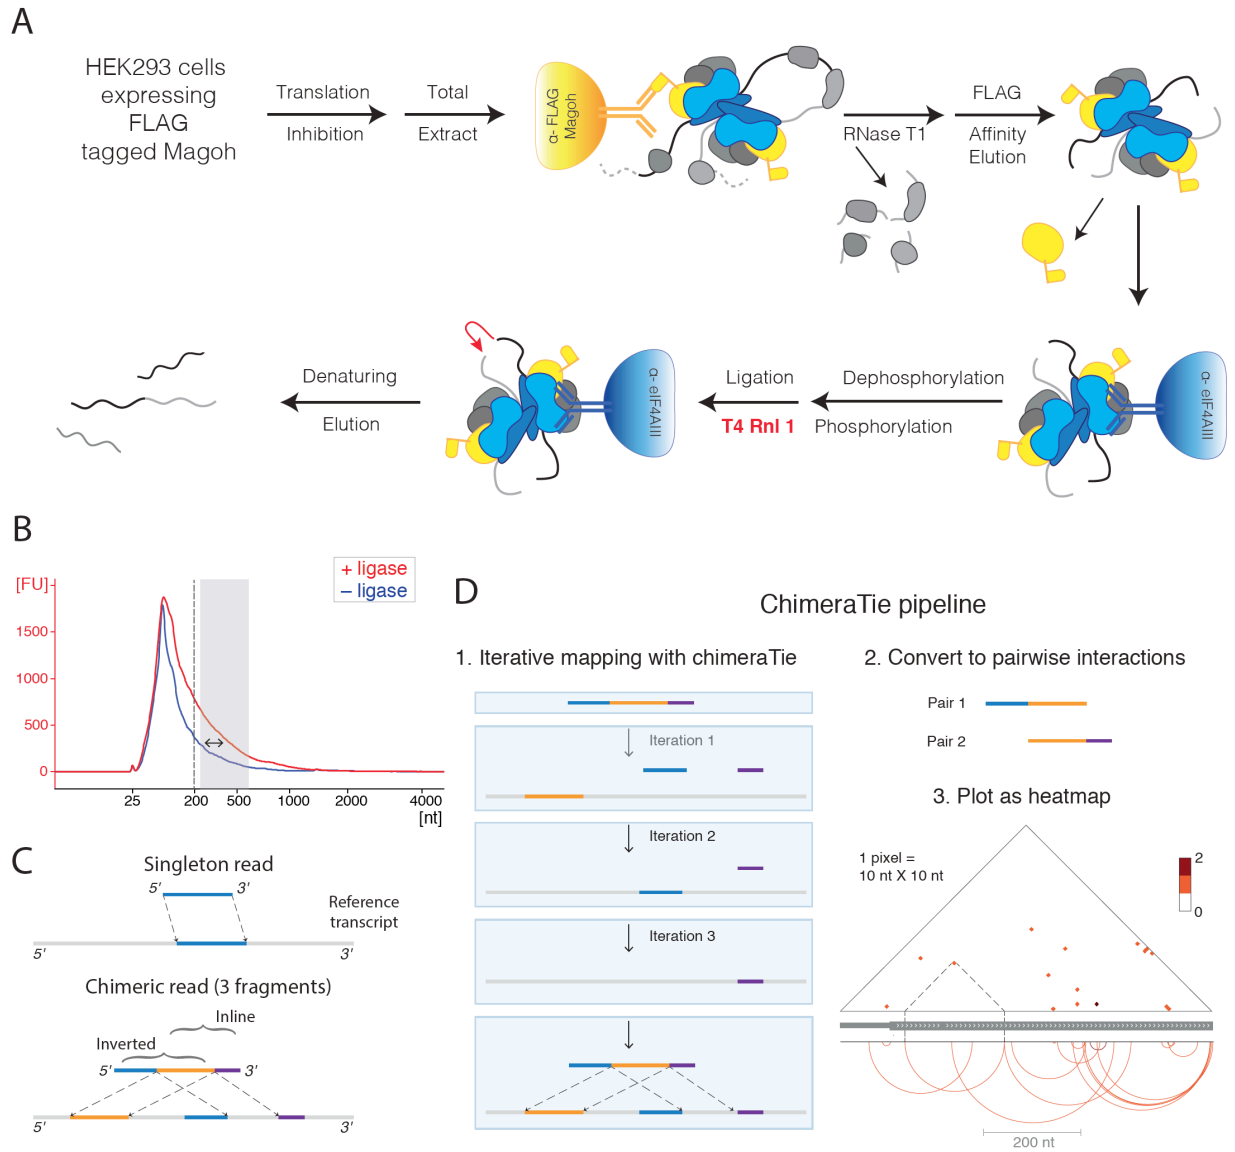 A
HEK293 cells
expressing
FLAG
tagged Magoh
Translation
Inhibition
Total
Extract
α- FLAG
Magoh
RNase T1
FLAG
Affinity
Elution
Denaturing
Elution
α- eIF4AIII
Ligation
T4 Rnl 1
Dephosphorylation
Phosphorylation
α- eIF4AIII
B
[FU]
+ ligase
– ligase
1500
1000
500
0
25 200 500 1000 2000 4000
[nt]
C
Singleton read
5' 3'
Reference
transcript
5' 3'
Chimeric read (3 fragments)
Inline
Inverted
5' 3'
5' 3'
D
ChimeraTie pipeline
1. Iterative mapping with chimeraTie
Iteration 1
Iteration 2
Iteration 3
2. Convert to pairwise interactions
Pair 1
Pair 2
3. Plot as heatmap
1 pixel =
10 nt X 10 nt
2
0
200 nt